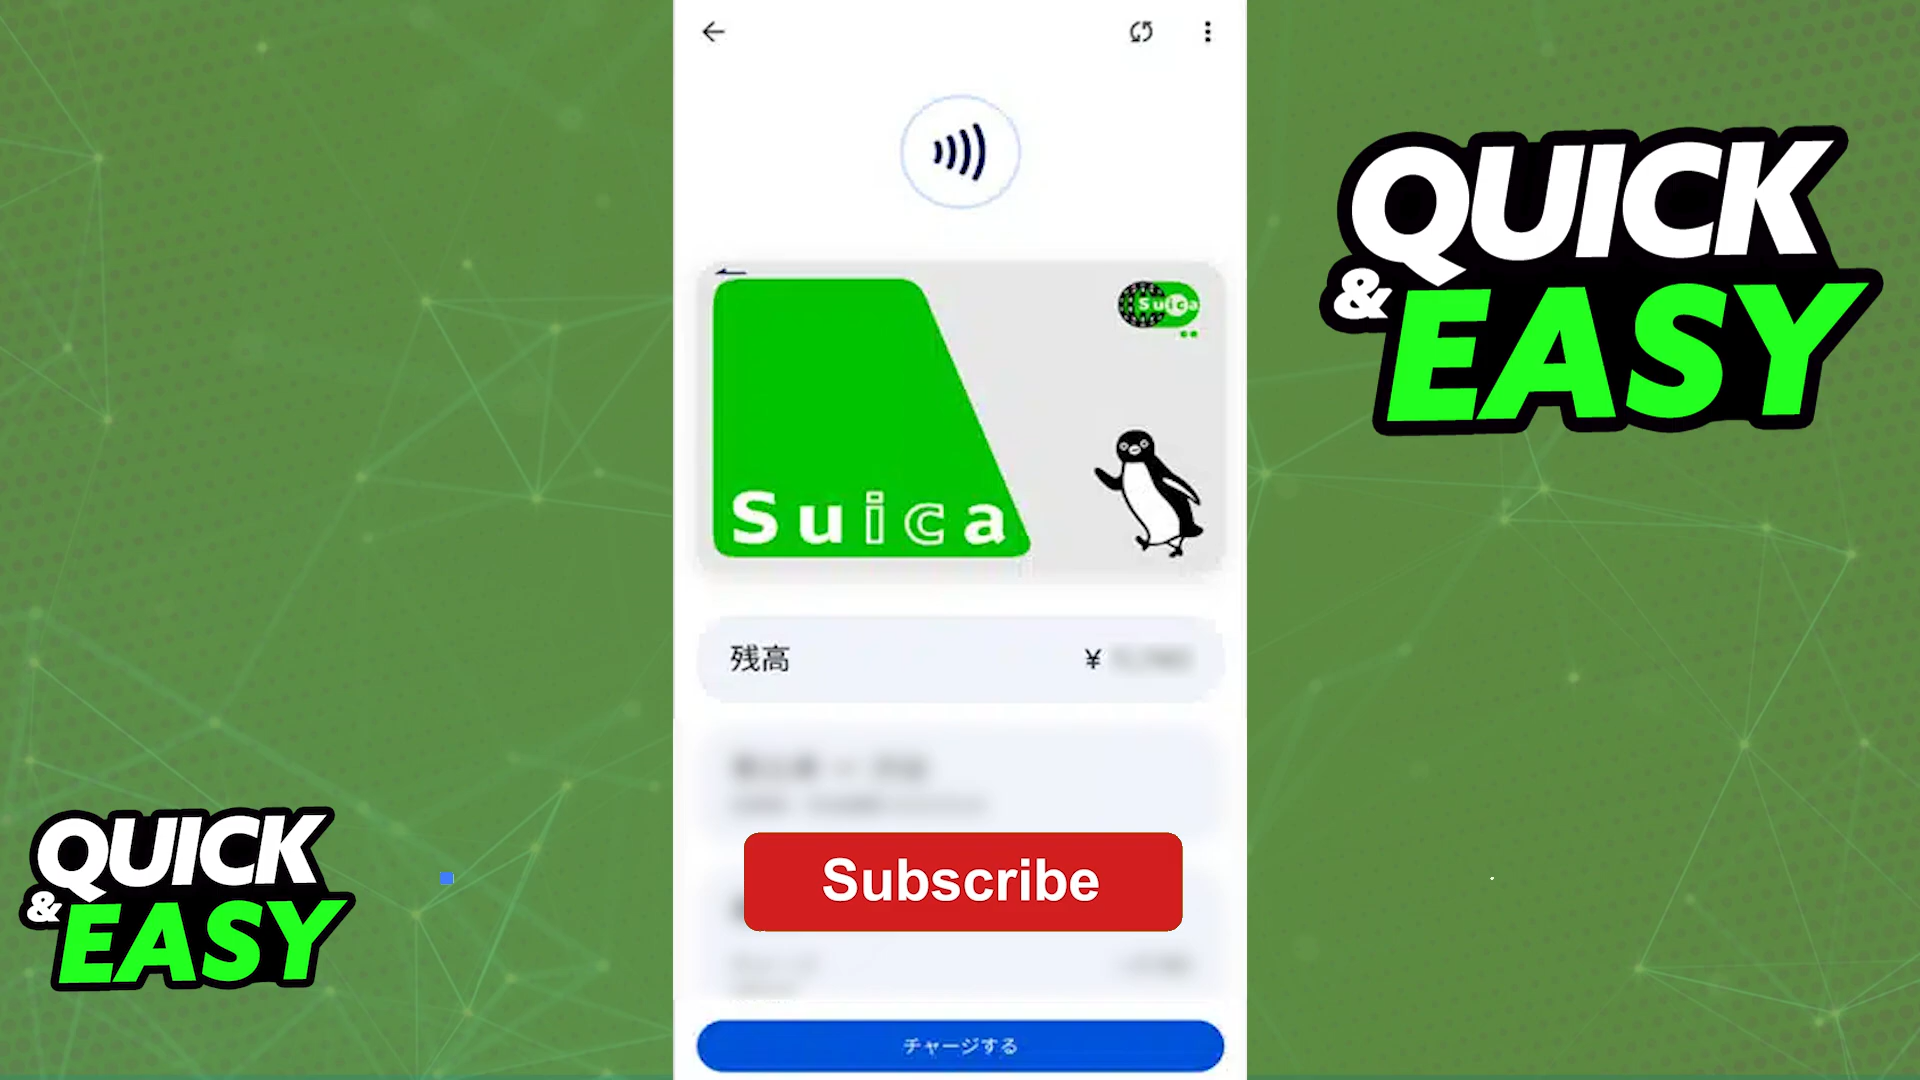 Suica
Suica
残高
¥
Subscribe
チャージする
QUICK
& EASY
QUICK
& EASY